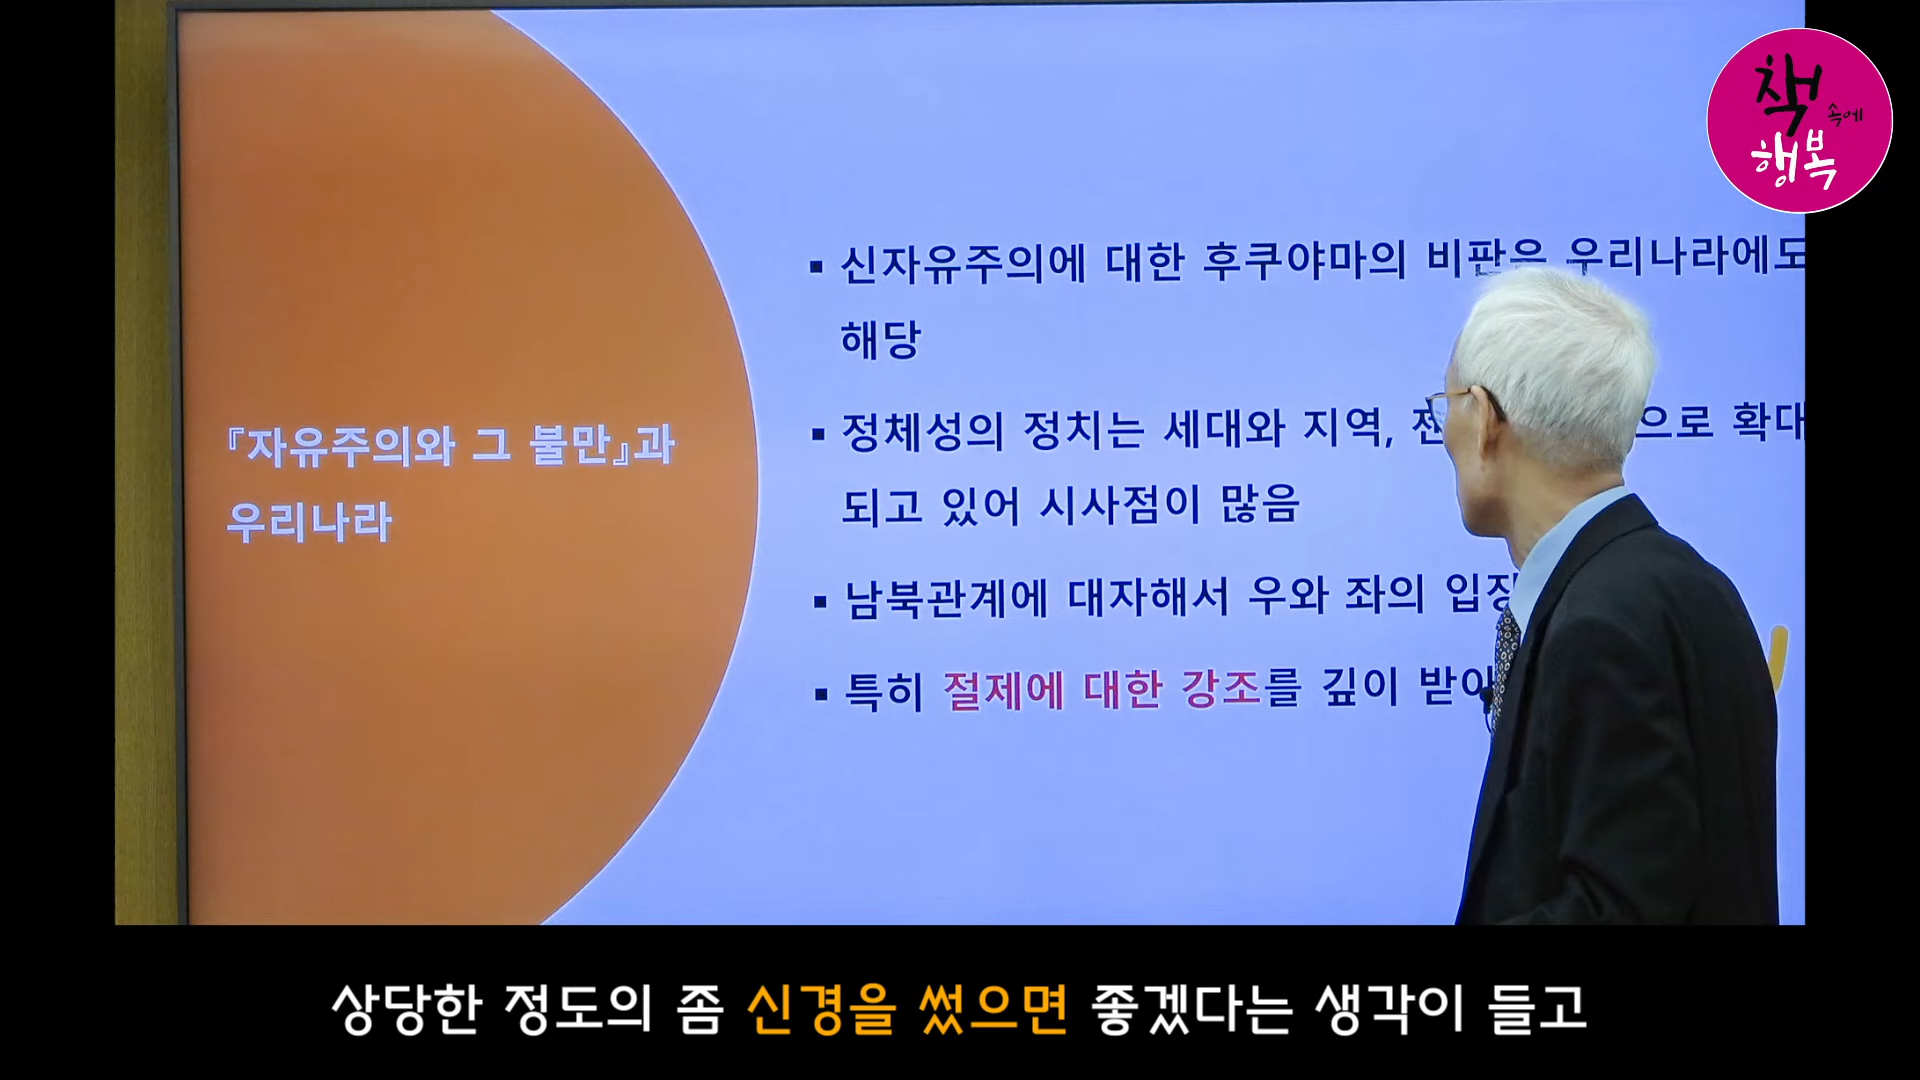 책
속에
행복
『자유주의와 그 불만』과
우리나라
▪ 신자유주의에 대한 후쿠야마의 비판은 우리나라에도
해당
▪ 정체성의 정치는 세대와 지역, 으로 확대
되고 있어 시사점이 많음
▪ 남북관계에 대자해서 우와 좌의 입장
▪ 특히 절제에 대한 강조를 깊이
상당한 정도의 좀 신경을 썼으면 좋겠다는 생각이 들고